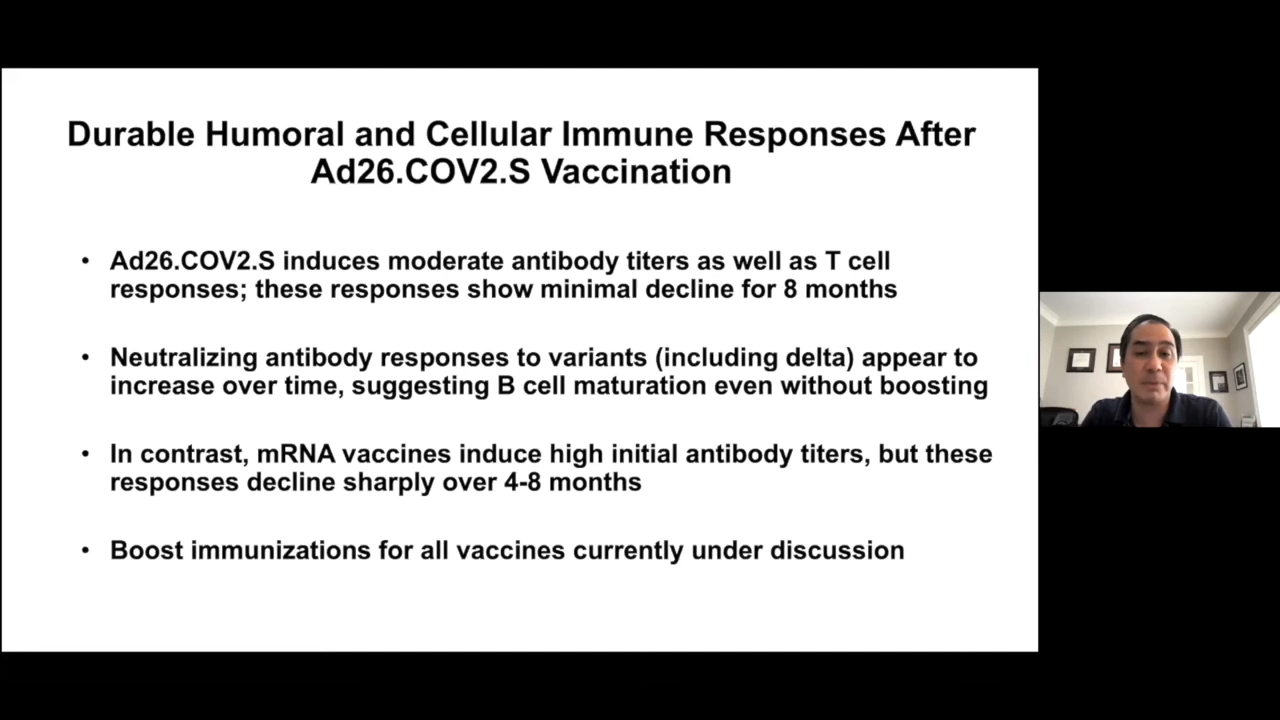 Durable Humoral and Cellular Immune Responses After
Ad26.COV2.S Vaccination
• Ad26.COV2.S induces moderate antibody titers as well as T cell
responses; these responses show minimal decline for 8 months
• Neutralizing antibody responses to variants (including delta) appear to
increase over time, suggesting B cell maturation even without boosting
• In contrast, mRNA vaccines induce high initial antibody titers, but these
responses decline sharply over 4-8 months
• Boost immunizations for all vaccines currently under discussion